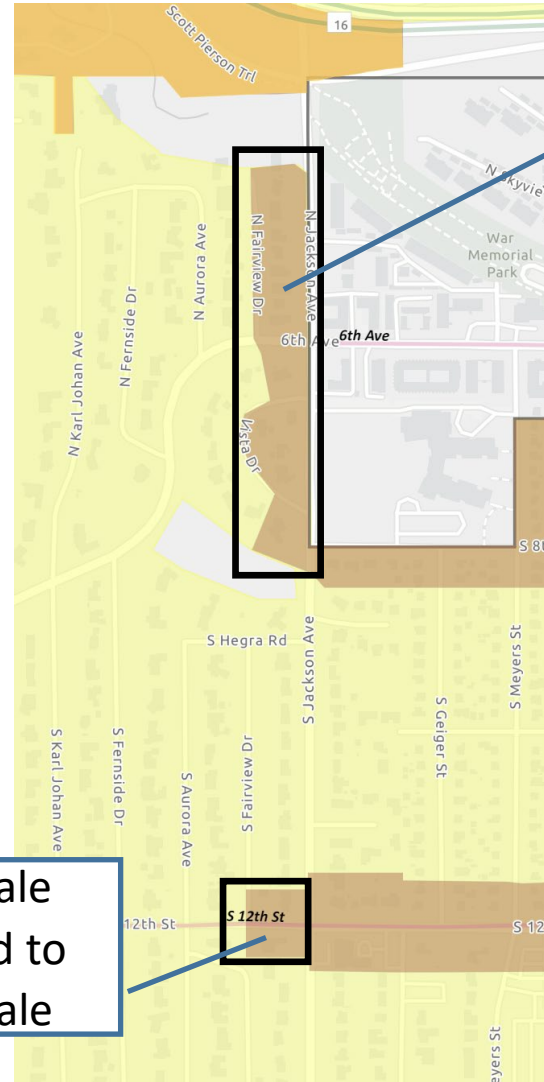 16
Scott Pierson Trl
N Skyvie
War
Memorial
Park
N Fairview Dr
N Jackson Ave
N Aurora Ave
N Fernside Dr
N Karl Johan Ave
6th Ave
6th Ave
Vista Dr
S 8t
S Hegra Rd
S Jackson Ave
S Meyers St
S Geiger St
S Karl Johan Ave
S Fernside Dr
S Aurora Ave
S Fairview Dr
ale
d to
ale
12th St
S 12th St
S 12
eyers St